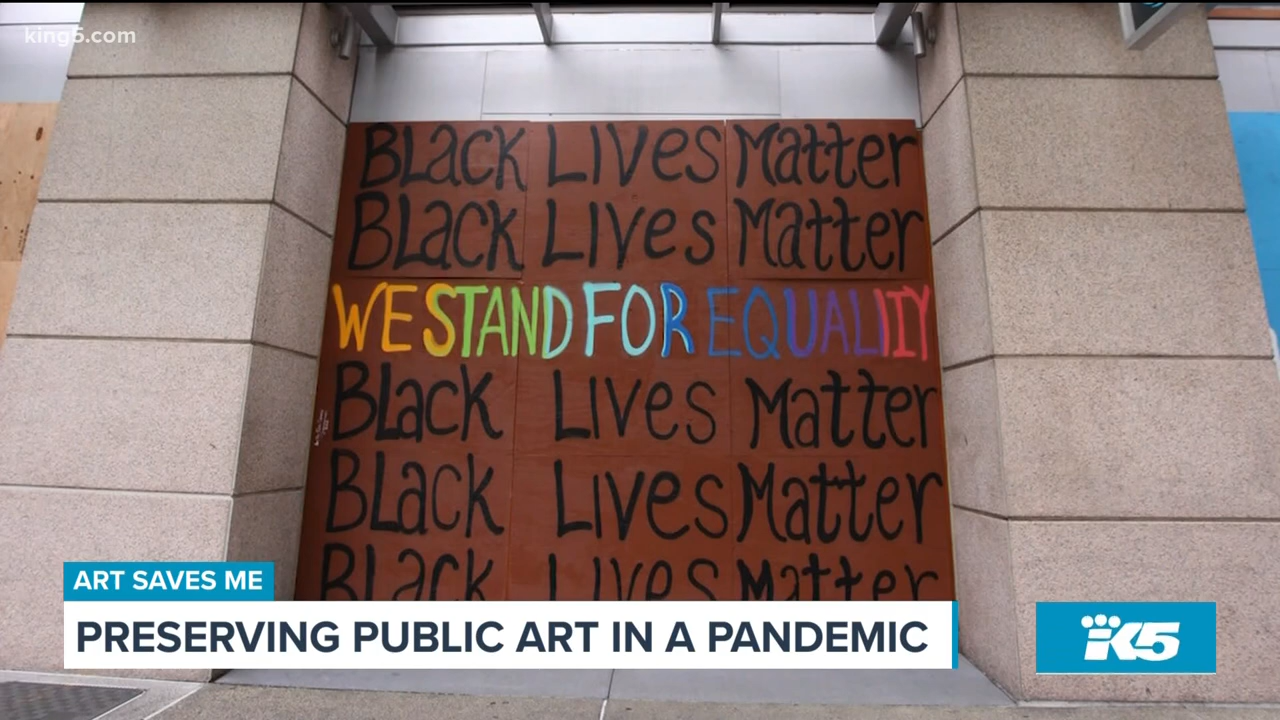 king5.com
Black Lives Matter
Black Lives Matter
WE STAND FOR EQUALITY
Black Lives Matter
Black Lives Matter
Black Lives Matter
ART SAVES ME
PRESERVING PUBLIC ART IN A PANDEMIC
K5